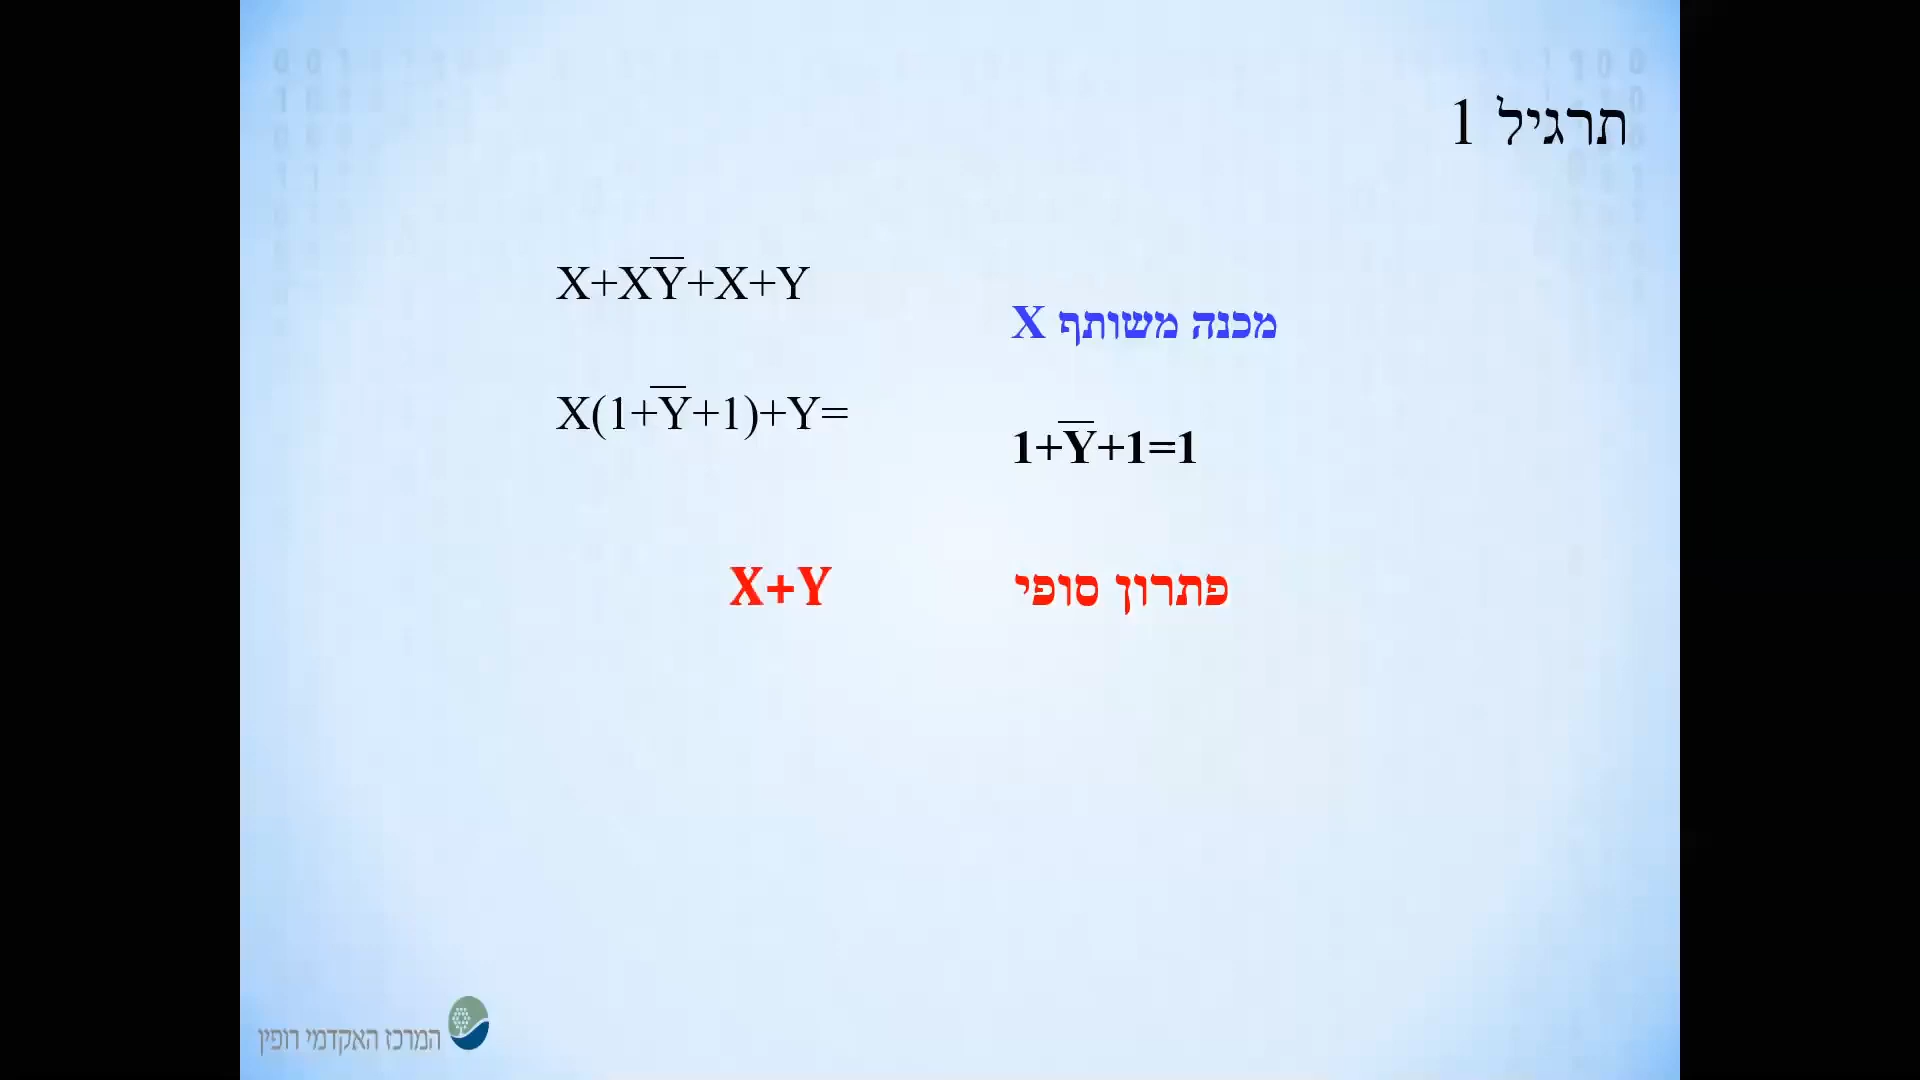 תרגיל 1
X+XY̅+X+Y
מכנה משותף X
X(1+Y̅+1)+Y=
1+Y̅+1=1
X+Y
פתרון סופי
המרכז האקדמי רופין